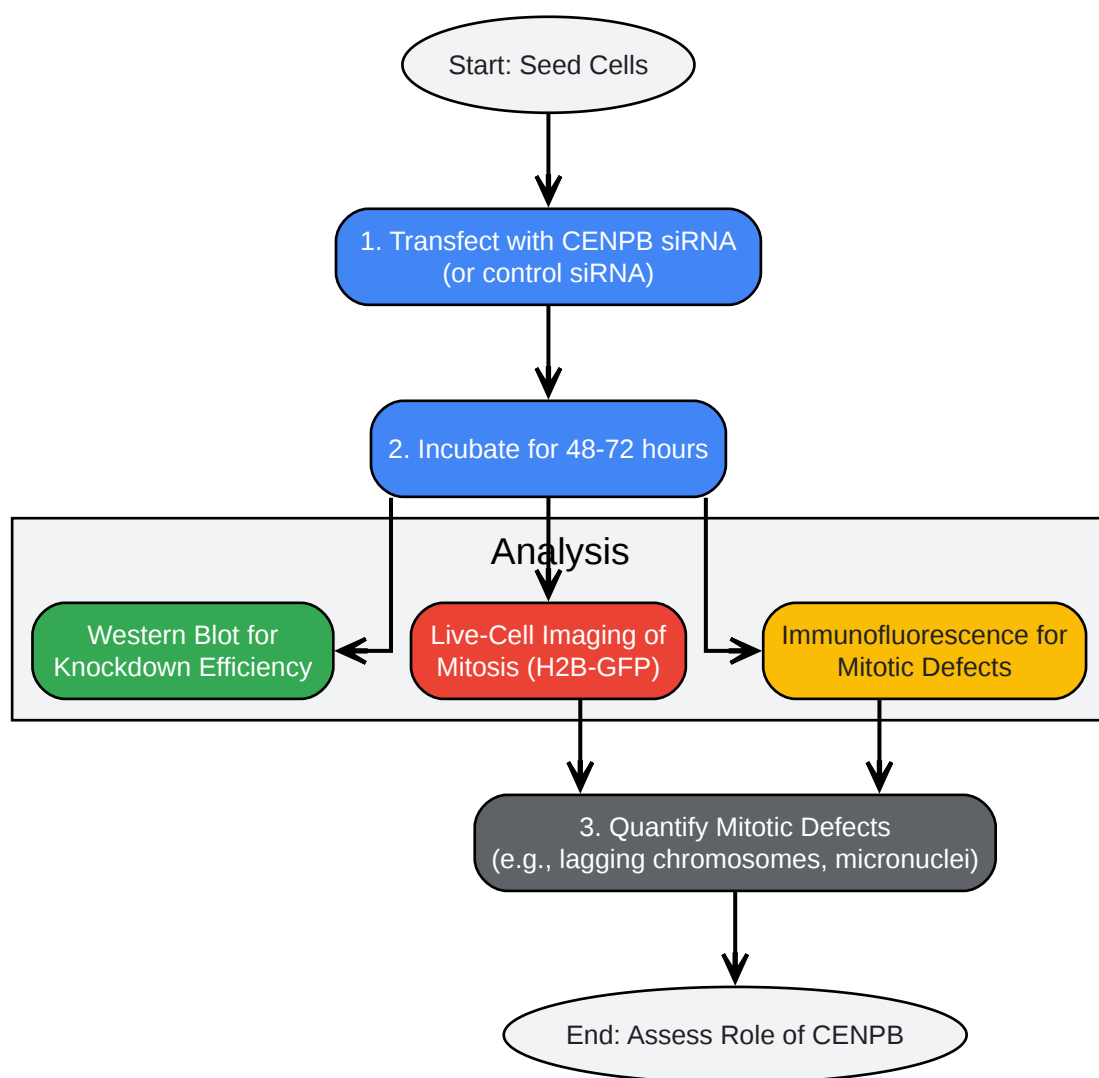 Start: Seed Cells
1. Transfect with CENPB siRNA
(or control siRNA)
2. Incubate for 48-72 hours
Analysis
Western Blot for
Knockdown Efficiency
Live-Cell Imaging of
Mitosis (H2B-GFP)
Immunofluorescence for
Mitotic Defects
3. Quantify Mitotic Defects
(e.g., lagging chromosomes, micronuclei)
End: Assess Role of CENPB